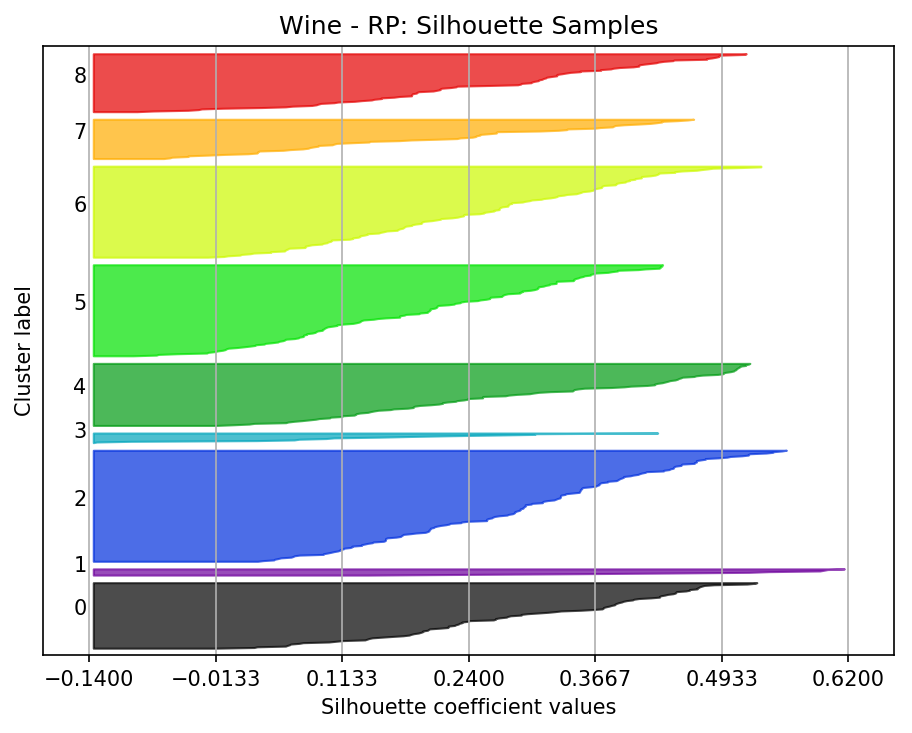 Wine - RP: Silhouette Samples
8
7
6
5
4
3
2
1
0
Cluster label
−0.1400 −0.0133 0.1133 0.2400 0.3667 0.4933 0.6200
Silhouette coefficient values